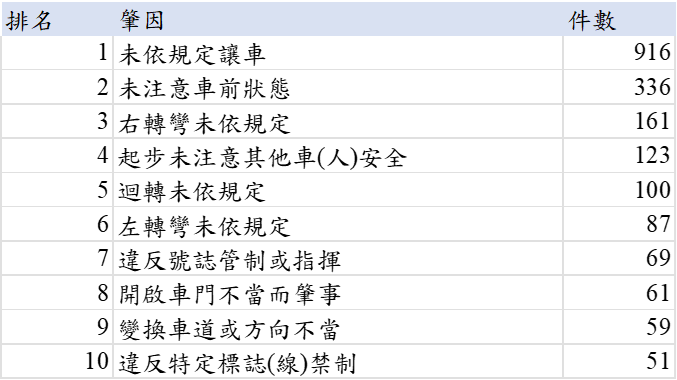 排名 肇因 件數
1 未依規定讓車 916
2 未注意車前狀態 336
3 右轉彎未依規定 161
4 起步未注意其他車(人)安全 123
5 迴轉未依規定 100
6 左轉彎未依規定 87
7 違反號誌管制或指揮 69
8 開啟車門不當而肇事 61
9 變換車道或方向不當 59
10 違反特定標誌(線)禁制 51